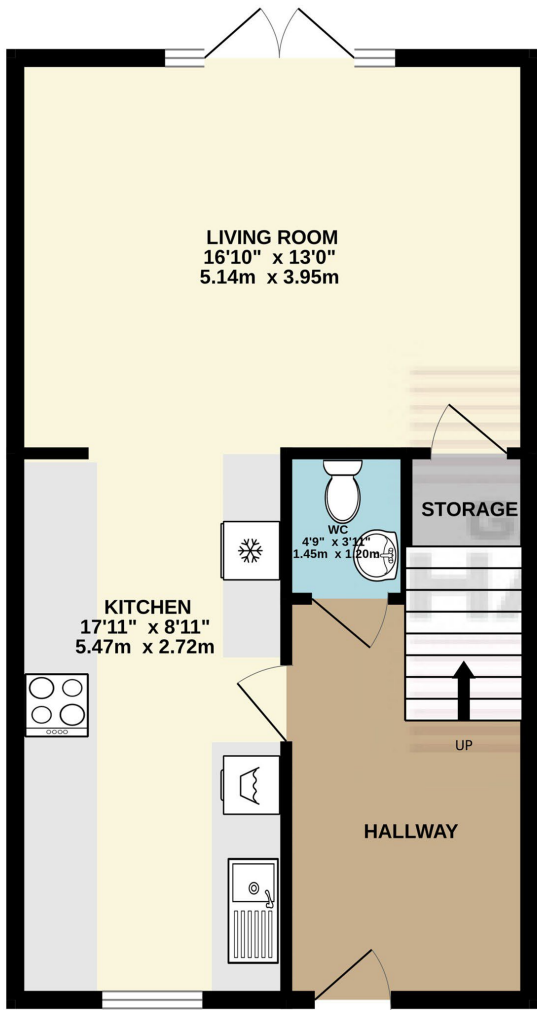 LIVING ROOM
16'10" x 13'0"
5.14m x 3.95m
STORAGE
WC
4'9" x 3'11"
1.45m x 1.20m
KITCHEN
17'11" x 8'11"
5.47m x 2.72m
UP
HALLWAY